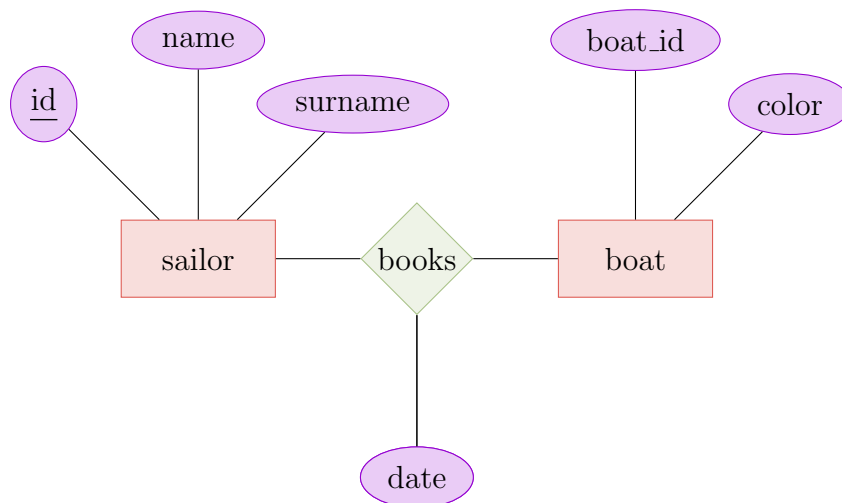 name
boat_id
id
surname
color
sailor
books
boat
date